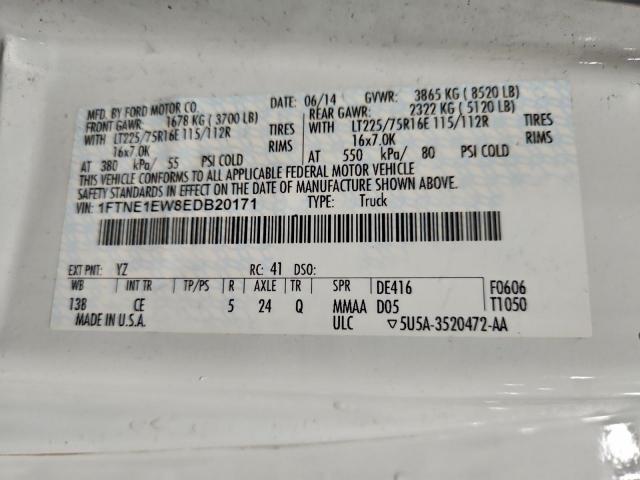 MFD. BY FORD MOTOR CO. DATE: 06/14 GVWR: 3865 KG ( 8520 LB)
FRONT GAWR: 1678 KG ( 3700 LB) REAR GAWR: 2322 KG ( 5120 LB)
WITH LT225/75R16E 115/112R TIRES WITH LT225/75R16E 115/112R TIRES
16x7.0K RIMS 16x7.0K RIMS
AT 380 kPa/ 55 PSI COLD AT 550 kPa/ 80 PSI COLD
THIS VEHICLE CONFORMS TO ALL APPLICABLE FEDERAL MOTOR VEHICLE
SAFETY STANDARDS IN EFFECT ON THE DATE OF MANUFACTURE SHOWN ABOVE.
VIN: 1FTNE1EW8EDB20171 TYPE: Truck
EXT PNT: YZ RC: 41 DSO:
WB INT TR TP/PS R AXLE TR SPR DE416 F0606
138 CE 5 24 Q MMAA D05 T1050
MADE IN U.S.A. ULC ▽5U5A-3520472-AA